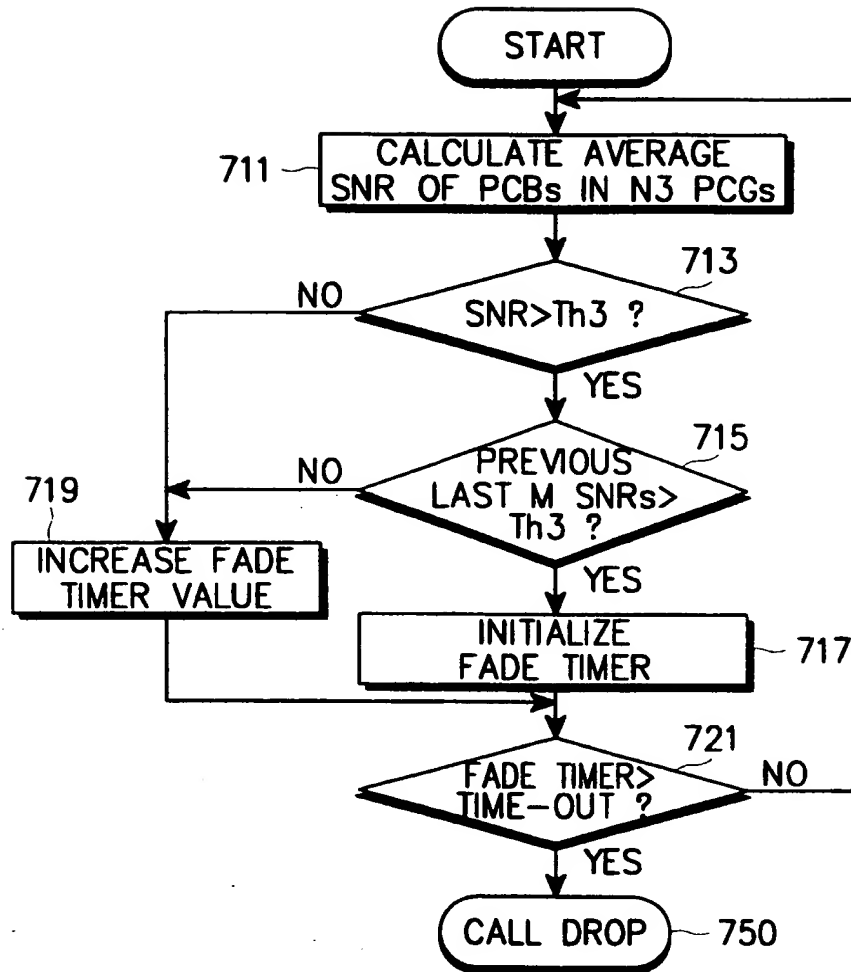 START
711
CALCULATE AVERAGE
SNR OF PCBs IN N3 PCGs
713
NO
SNR>Th3 ?
YES
715
NO
PREVIOUS
LAST M SNRs>
Th3 ?
719
INCREASE FADE
TIMER VALUE
YES
INITIALIZE
FADE TIMER
717
721
FADE TIMER>
TIME-OUT ?
NO
YES
CALL DROP
750